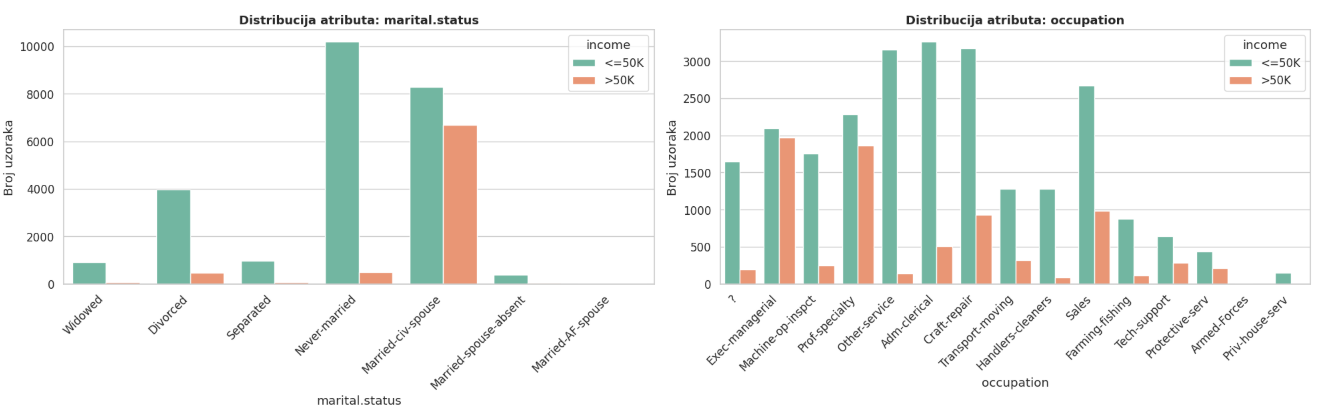 Distribucija atributa: marital.status
income
<=50K
>50K
Broj uzoraka
10000
8000
6000
4000
2000
0
Widowed
Divorced
Separated
Never-married
Married-civ-spouse
Married-spouse-absent
Married-AF-spouse
marital.status
Distribucija atributa: occupation
income
<=50K
>50K
Broj uzoraka
3000
2500
2000
1500
1000
500
0
?
Exec-managerial
Machine-op-inspct
Prof-specialty
Other-service
Adm-clerical
Craft-repair
Transport-moving
Handlers-cleaners
Sales
Farming-fishing
Tech-support
Protective-serv
Armed-Forces
Priv-house-serv
occupation